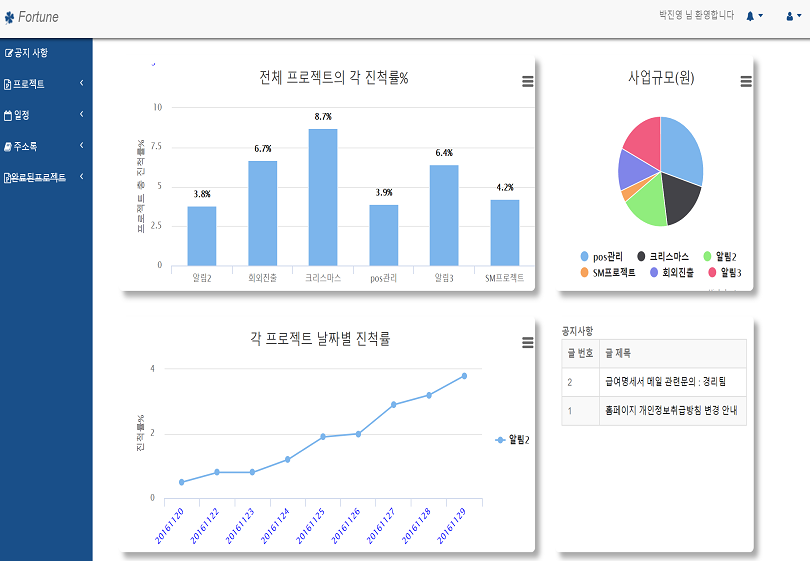 Fortune
박진영 님 환영합니다
공지 사항
프로젝트
일정
주소록
완료된프로젝트
전체 프로젝트의 각 진척률%
프로젝트 총 진척률%
10
7.5
5
2.5
0
3.8%
6.7%
8.7%
3.9%
6.4%
4.2%
알림2
회외진출
크리스마스
pos관리
알림3
SM프로젝트
사업규모(원)
pos관리
크리스마스
알림2
SM프로젝트
회외진출
알림3
각 프로젝트 날짜별 진척률
진척률%
4
2
0
20161120
20161122
20161123
20161124
20161125
20161126
20161127
20161128
20161129
알림2
공지사항
글 번호 글 제목
2 급여명세서 메일 관련문의 : 경리팀
1 홈페이지 개인정보취급방침 변경 안내